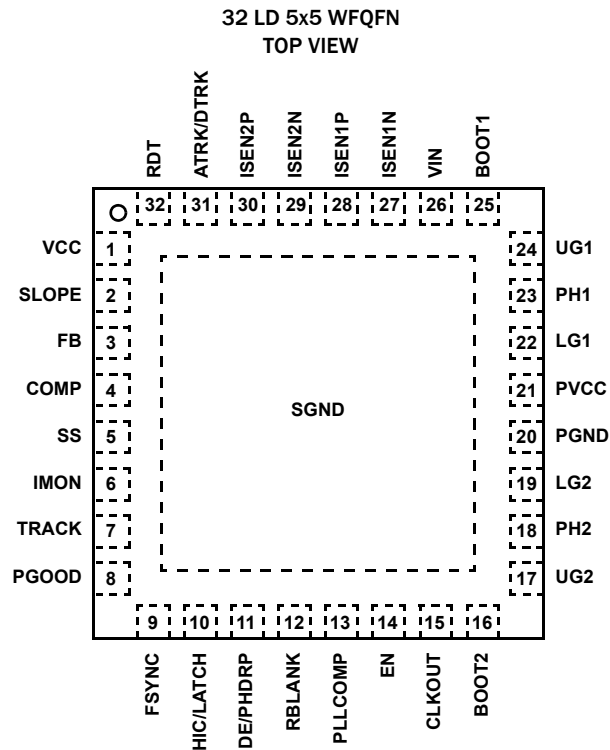 32 LD 5x5 WFQFN
TOP VIEW
RDT
ATRK/DTRK
ISEN2P
ISEN2N
ISEN1P
ISEN1N
VIN
BOOT1
32 31 30 29 28 27 26 25
VCC 1
SLOPE 2
FB 3
COMP 4
SS 5
IMON 6
TRACK 7
PGOOD 8
SGND
24 UG1
23 PH1
22 LG1
21 PVCC
20 PGND
19 LG2
18 PH2
17 UG2
9 10 11 12 13 14 15 16
FSYNC
HIC/LATCH
DE/PHDRP
RBLANK
PLLCOMP
EN
CLKOUT
BOOT2